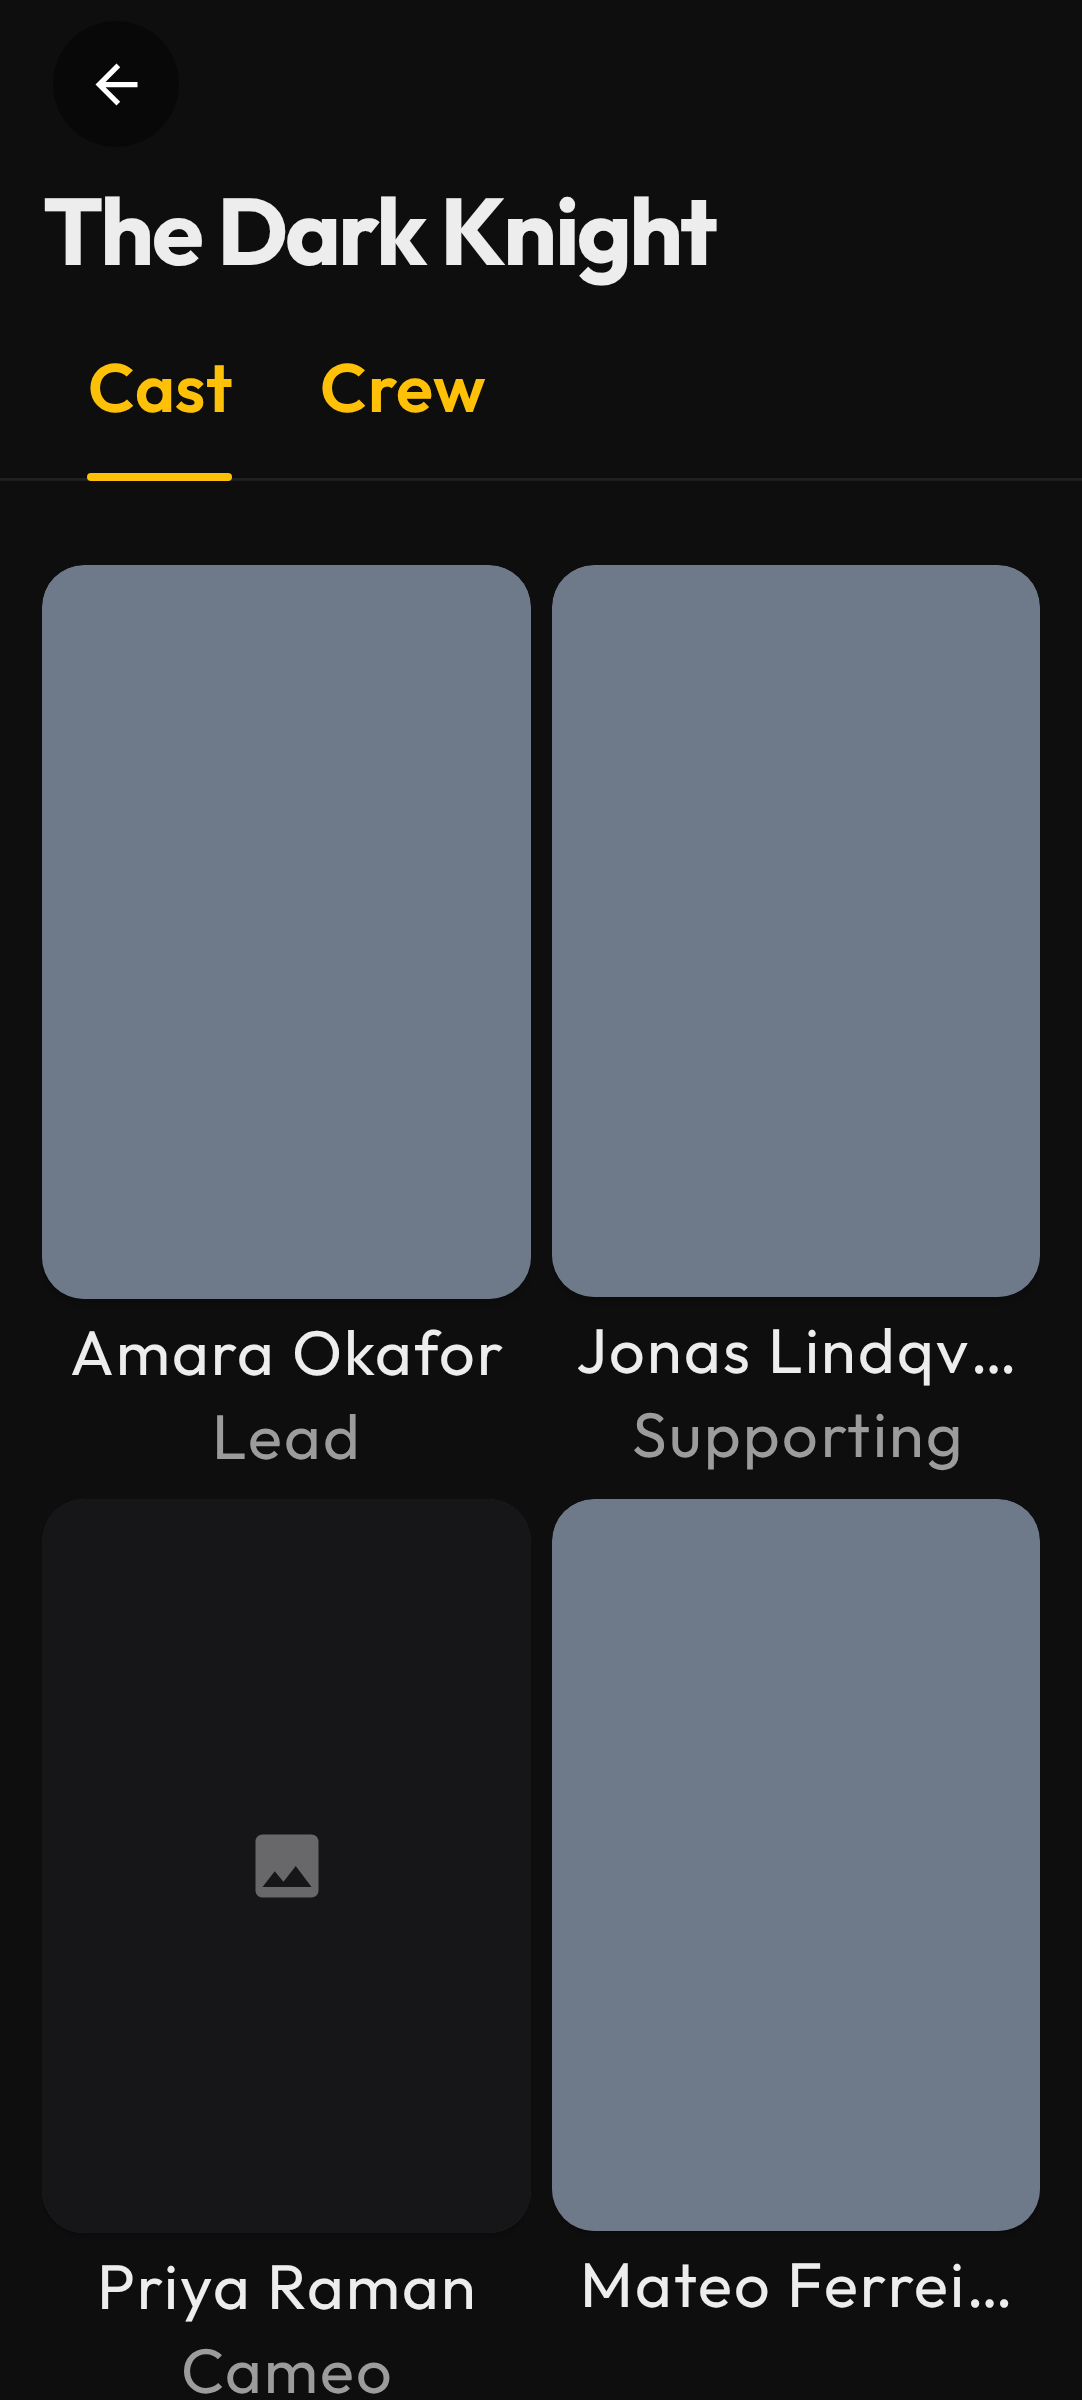 The Dark Knight
Cast Crew
Amara Okafor
Lead
Jonas Lindqv...
Supporting
Priya Raman
Cameo
Mateo Ferrei...